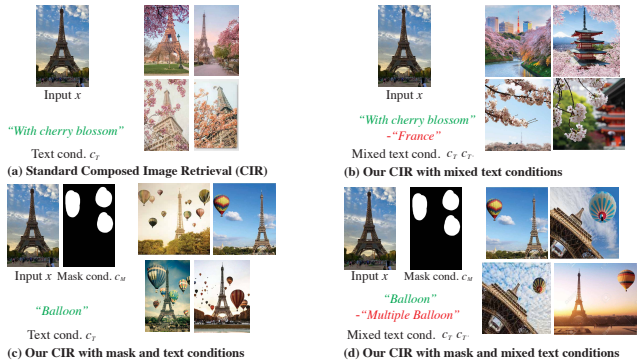 Input x
“With cherry blossom”
Text cond. c_T
(a) Standard Composed Image Retrieval (CIR)
Input x
“With cherry blossom”
-“France”
Mixed text cond. c_T c_T-
(b) Our CIR with mixed text conditions
Input x Mask cond. c_M
“Balloon”
Text cond. c_T
(c) Our CIR with mask and text conditions
Input x Mask cond. c_M
“Balloon”
-“Multiple Balloon”
Mixed text cond. c_T c_T-
(d) Our CIR with mask and mixed text conditions